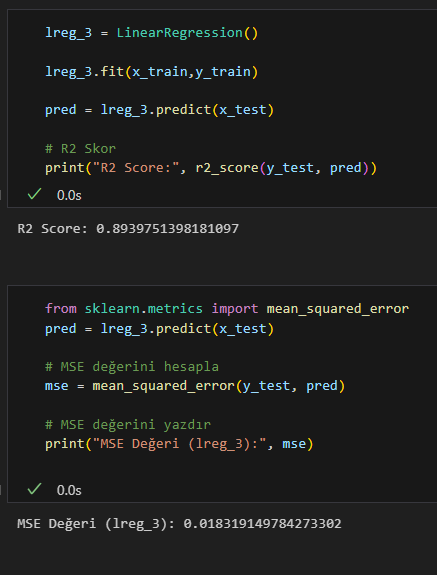 lreg_3 = LinearRegression()
lreg_3.fit(x_train,y_train)
pred = lreg_3.predict(x_test)
# R2 Skor
print("R2 Score:", r2_score(y_test, pred))
0.0s
R2 Score: 0.8939751398181097
from sklearn.metrics import mean_squared_error
pred = lreg_3.predict(x_test)
# MSE değerini hesapla
mse = mean_squared_error(y_test, pred)
# MSE değerini yazdır
print("MSE Değeri (lreg_3):", mse)
0.0s
MSE Değeri (lreg_3): 0.018319149784273302